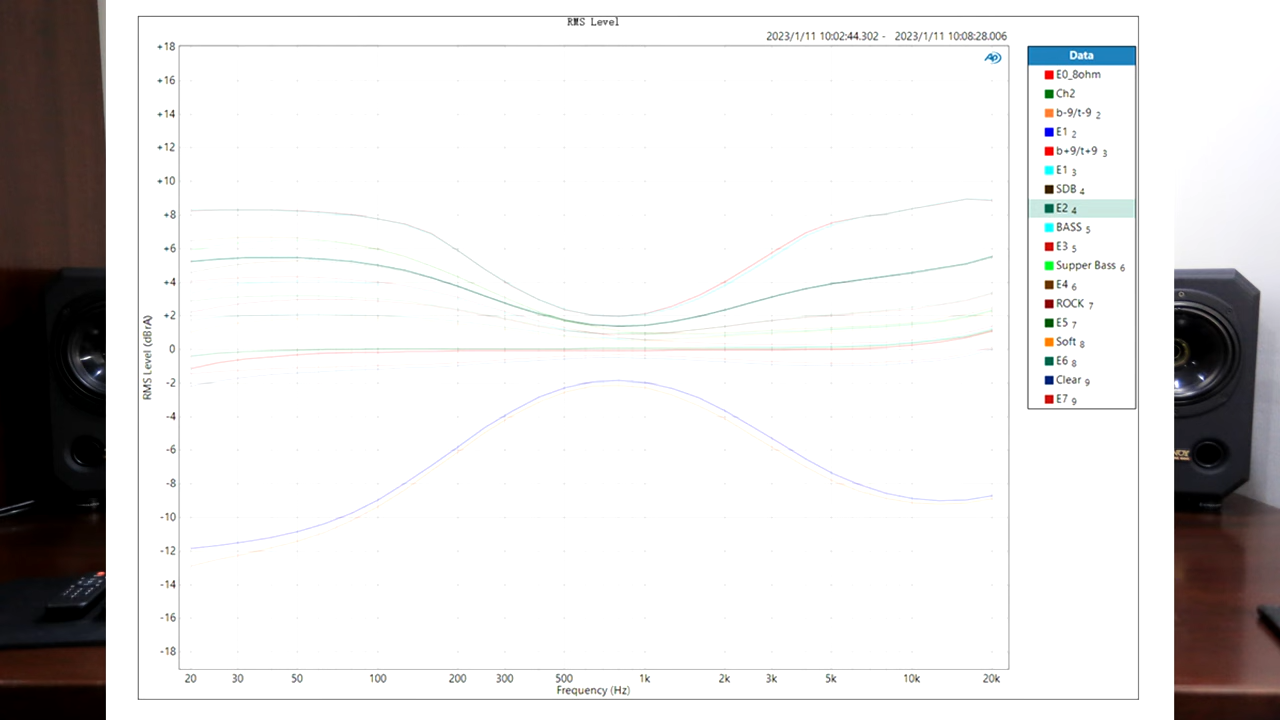 RMS Level
2023/1/11 10:02:44.302 - 2023/1/11 10:08:28.006
+18
+16
+14
+12
+10
+8
+6
+4
+2
0
-2
-4
-6
-8
-10
-12
-14
-16
-18
RMS Level (dBrA)
20 30 50 100 200 300 500 1k 2k 3k 5k 10k 20k
Frequency (Hz)
AP
Data
E0_8ohm
Ch2
b-9/t-9 2
E1 2
b+9/t+9 3
E1 3
SDB 4
E2 4
BASS 5
E3 5
Supper Bass 6
E4 6
ROCK 7
E5 7
Soft 8
E6 8
Clear 9
E7 9